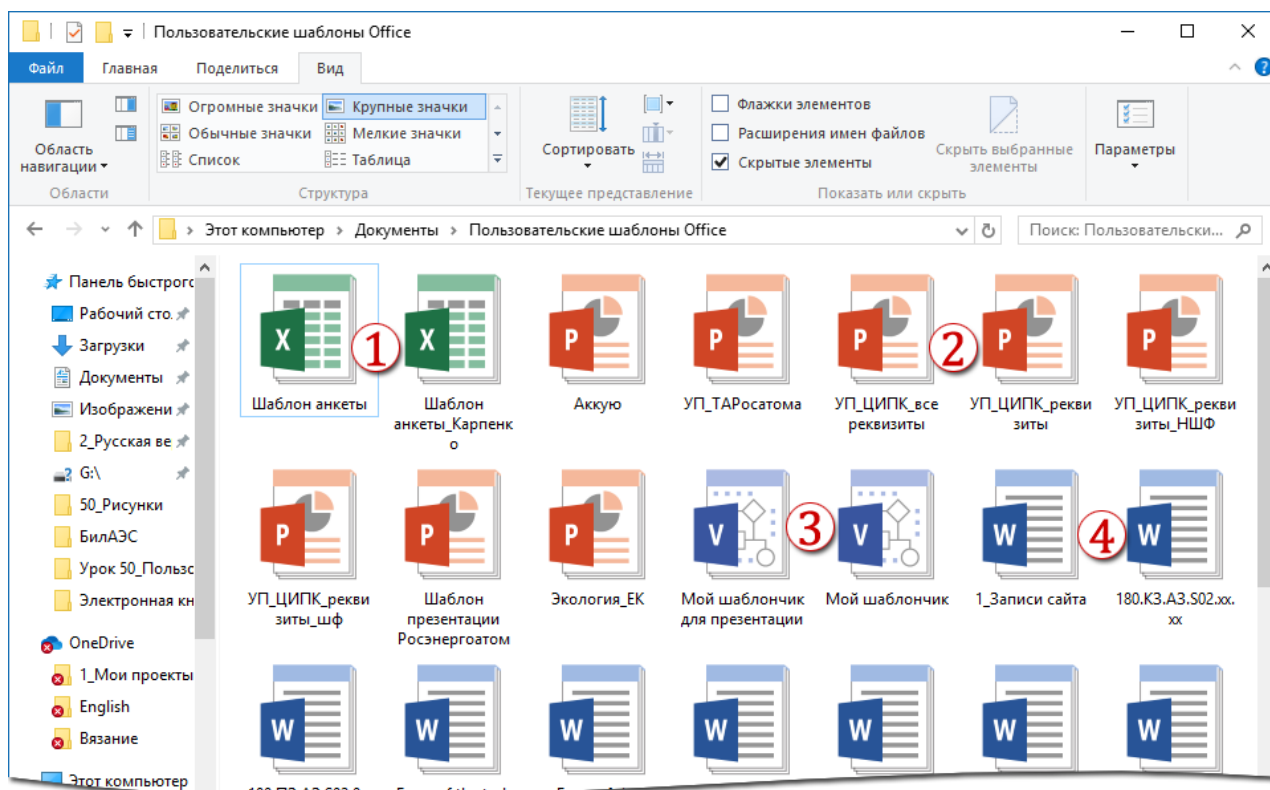 Пользовательские шаблоны Office
Файл Главная Поделиться Вид
Огромные значки Крупные значки
Обычные значки Мелкие значки
Список Таблица
Область навигации
Сортировать
Флажки элементов
Расширения имен файлов
Скрытые элементы
Скрыть выбранные
элементы
Параметры
Области Структура Текущее представление Показать или скрыть
Этот компьютер Документы Пользовательские шаблоны Office
Поиск: Пользовательски...
Панель быстрого
Рабочий сто.
Загрузки
Документы
Изображени
2_Русская ве
G:\
50_Рисунки
БилАЭС
Урок 50_Польз
Электронная кн
OneDrive
1_Мои проекты
English
Вязание
Этот компьютер
X 1 X P P P 2 P P
Шаблон анкеты
Шаблон
анкеты_Карпенк
о
Аккую
УП_ТАРосатома
УП_ЦИПК_все
реквизиты
УП_ЦИПК_рекви
зиты
УП_ЦИПК_рекви
зиты_НШФ
P P P V 3 V W 4 W
УП_ЦИПК_рекви
зиты_шф
Шаблон
презентации
Росэнергоатом
Экология_ЕК
Мой шаблончик
для презентации
Мой шаблончик
1_Записи сайта
180.К3.А3.S02.xx.
xx
W W W W W W W